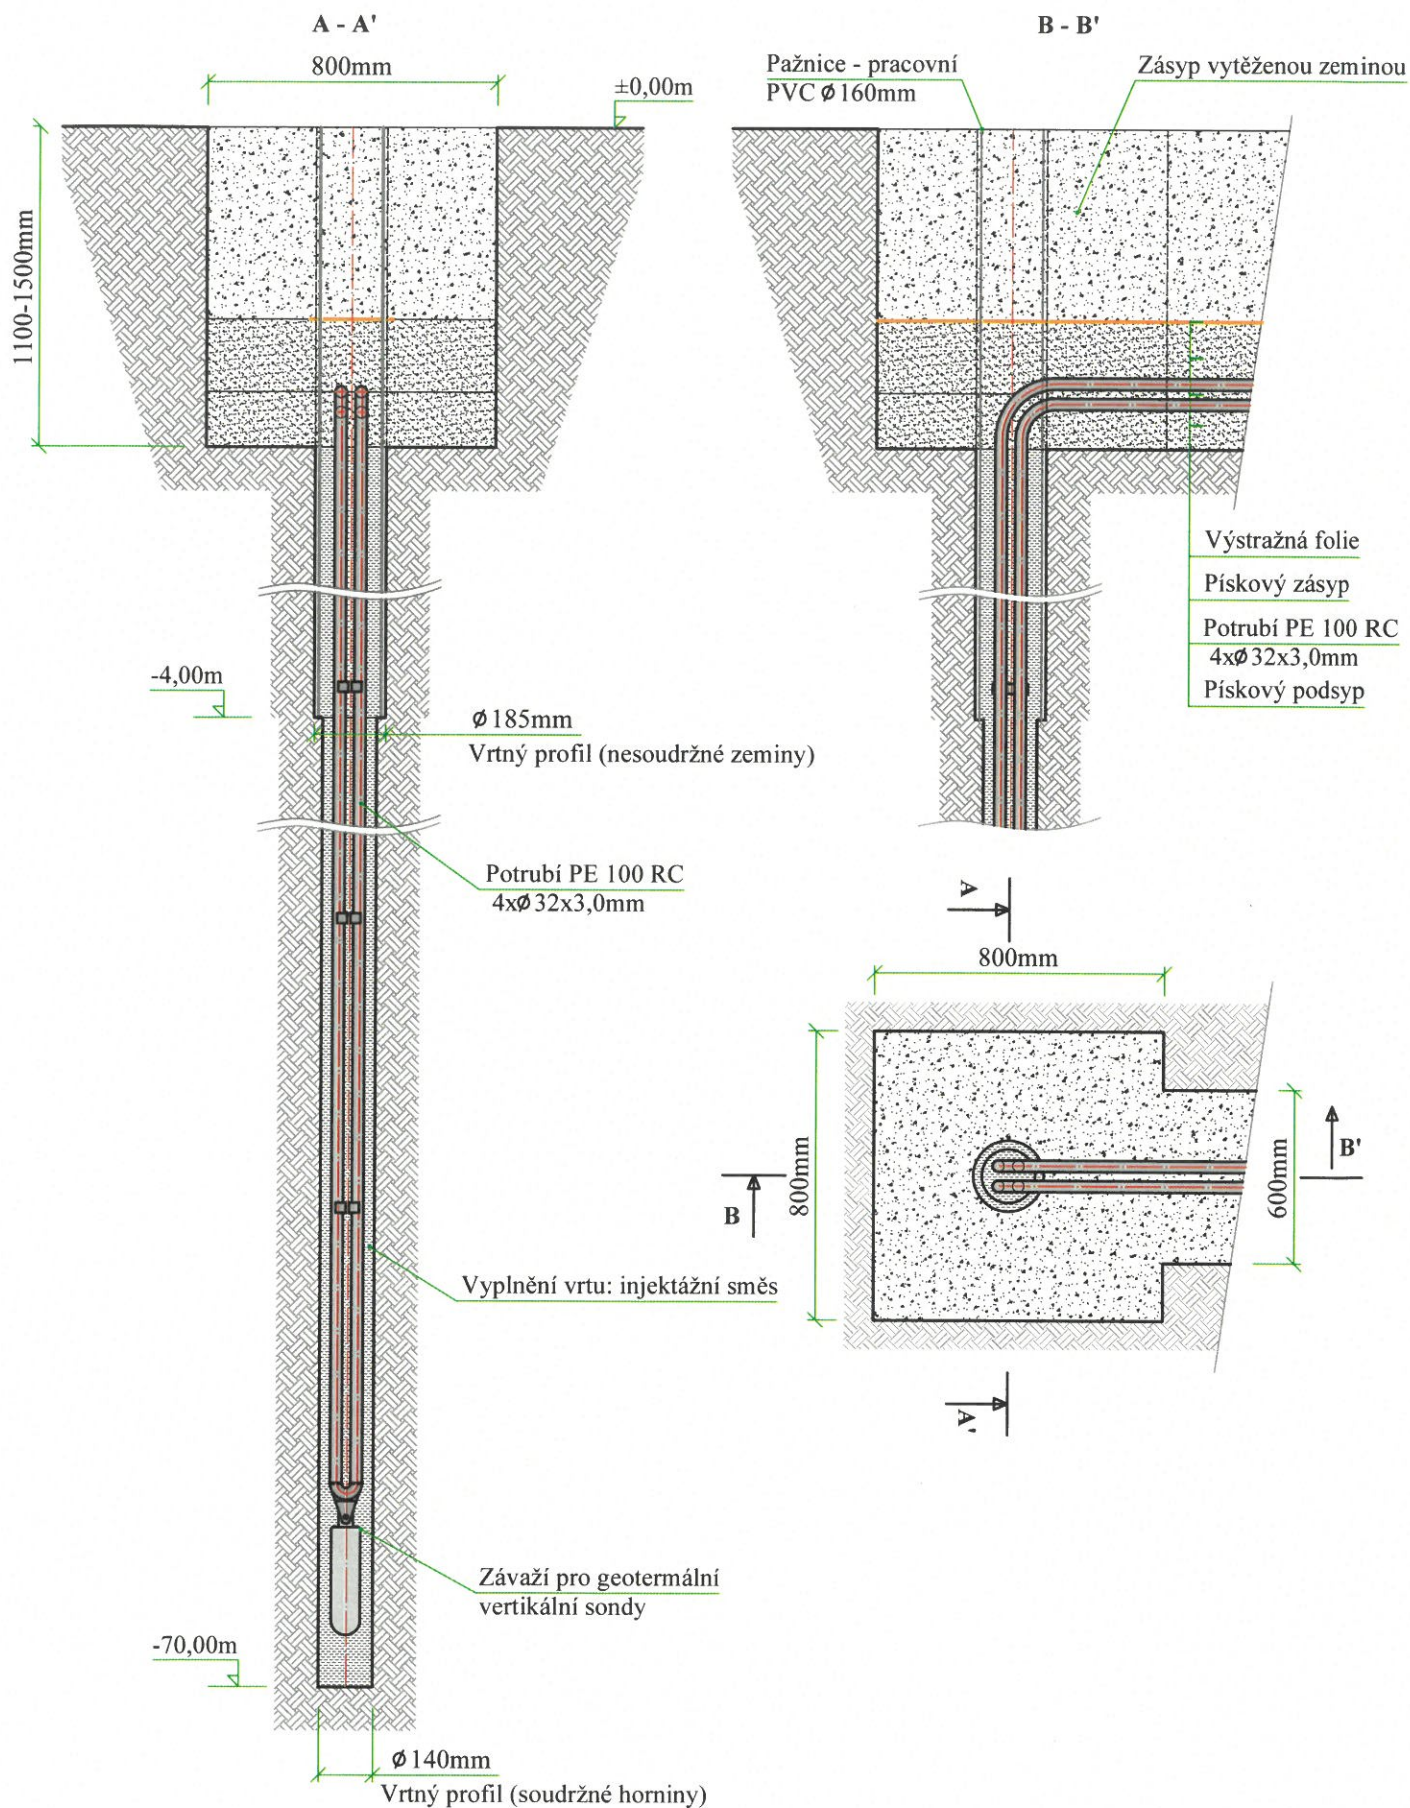 A - A'
800mm
±0,00m
1100-1500mm
-4,00m
ø185mm
Vrtný profil (nesoudržné zeminy)
Potrubí PE 100 RC
4xø32x3,0mm
Vyplnění vrtu: injektážní směs
Závaží pro geotermální
vertikální sondy
-70,00m
ø140mm
Vrtný profil (soudržné horniny)
B - B'
Pažnice - pracovní
PVC ø160mm
Zásyp vytěženou zeminou
Výstražná folie
Pískový zásyp
Potrubí PE 100 RC
4xø32x3,0mm
Pískový podsyp
A
800mm
800mm
600mm
B
B'
A'